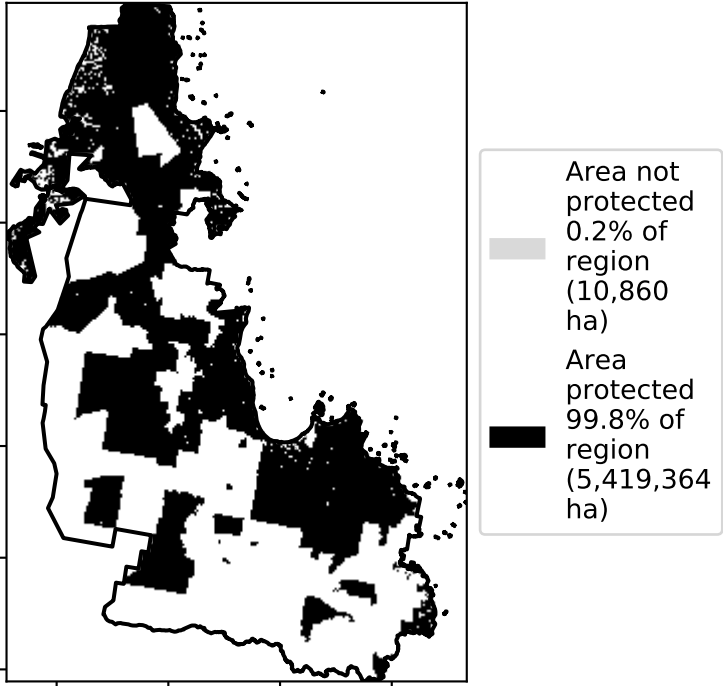 Area not
protected
0.2% of
region
(10,860
ha)
Area
protected
99.8% of
region
(5,419,364
ha)